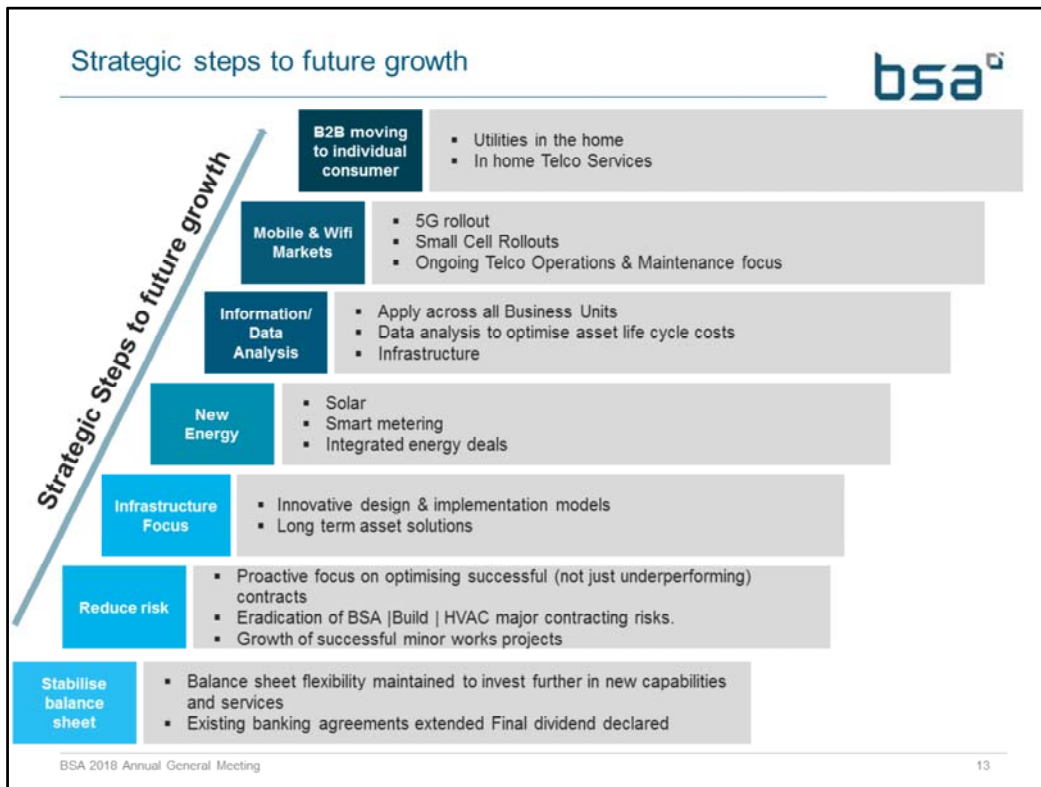 Strategic steps to future growth
bsa
Strategic Steps to future growth
B2B moving
to individual
consumer
▪ Utilities in the home
▪ In home Telco Services
Mobile & Wifi
Markets
▪ 5G rollout
▪ Small Cell Rollouts
▪ Ongoing Telco Operations & Maintenance focus
Information/
Data
Analysis
▪ Apply across all Business Units
▪ Data analysis to optimise asset life cycle costs
▪ Infrastructure
New
Energy
▪ Solar
▪ Smart metering
▪ Integrated energy deals
Infrastructure
Focus
▪ Innovative design & implementation models
▪ Long term asset solutions
Reduce risk
▪ Proactive focus on optimising successful (not just underperforming)
contracts
▪ Eradication of BSA |Build | HVAC major contracting risks.
▪ Growth of successful minor works projects
Stabilise
balance
sheet
▪ Balance sheet flexibility maintained to invest further in new capabilities
and services
▪ Existing banking agreements extended Final dividend declared
BSA 2018 Annual General Meeting
13